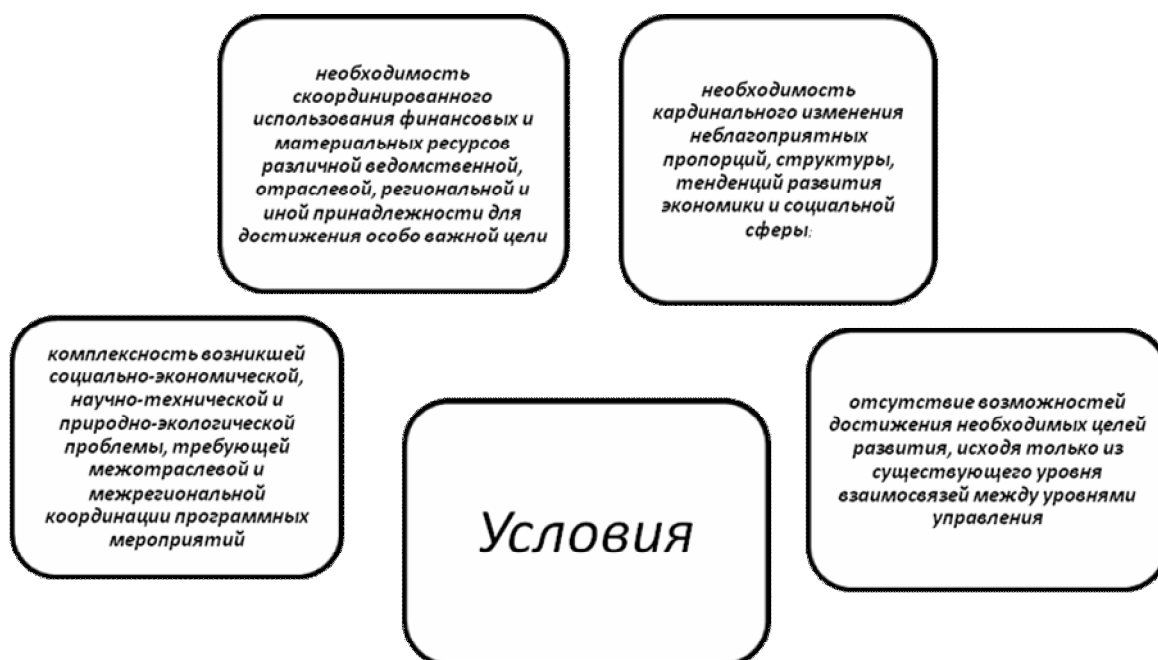 необходимость
скоординированного
использования финансовых и
материальных ресурсов
различной ведомственной,
отраслевой, региональной и
иной принадлежности для
достижения особо важной цели
необходимость
кардинального изменения
неблагоприятных
пропорций, структуры,
тенденций развития
экономики и социальной
сферы;
комплексность возникшей
социально-экономической,
научно-технической и
природно-экологической
проблемы, требующей
межотраслевой и
межрегиональной
координации программных
мероприятий
Условия
отсутствие возможностей
достижения необходимых целей
развития, исходя только из
существующего уровня
взаимосвязей между уровнями
управления